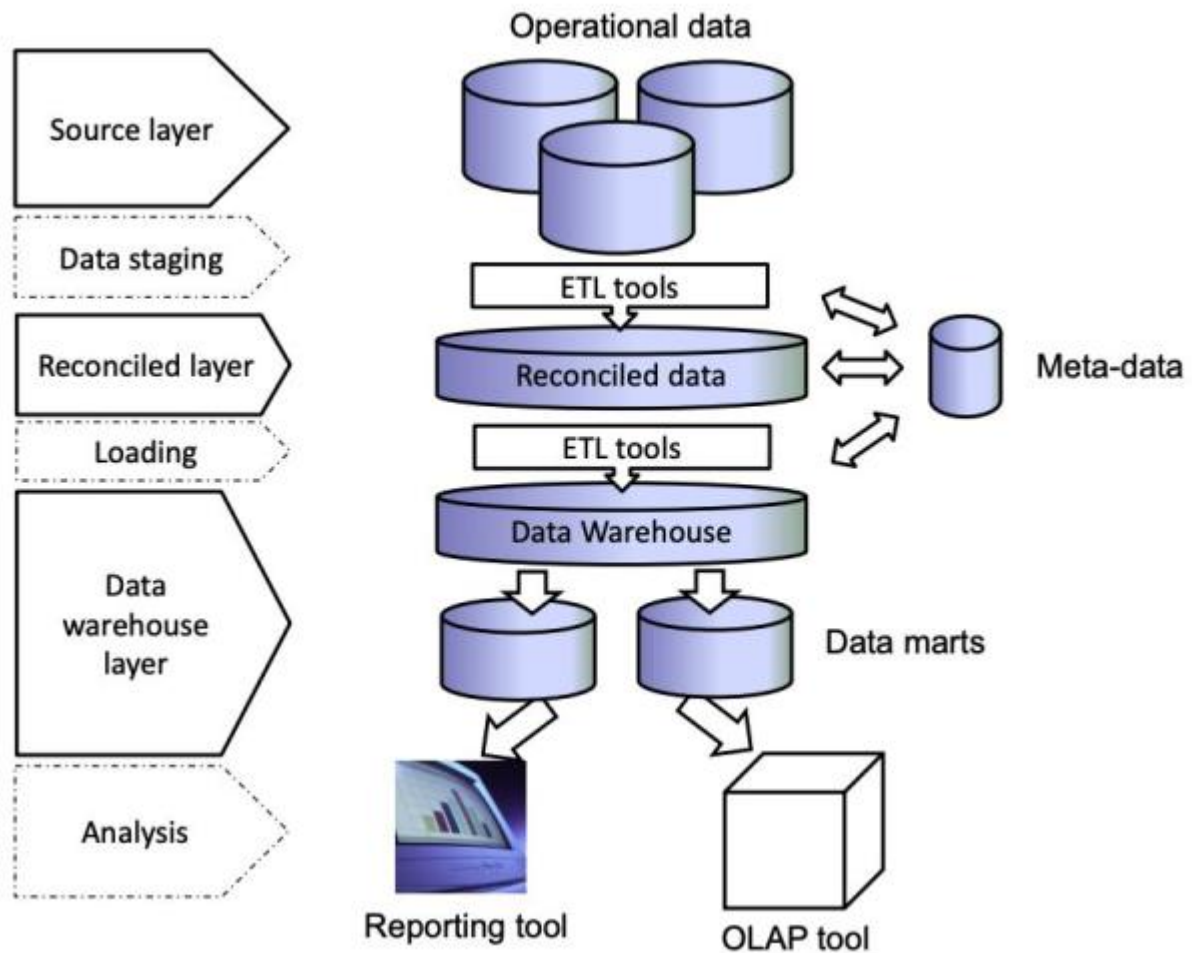 Operational data
Source layer
Data staging
ETL tools
Reconciled layer
Reconciled data
Meta-data
Loading
ETL tools
Data Warehouse
Data
warehouse
layer
Data marts
Analysis
Reporting tool
OLAP tool